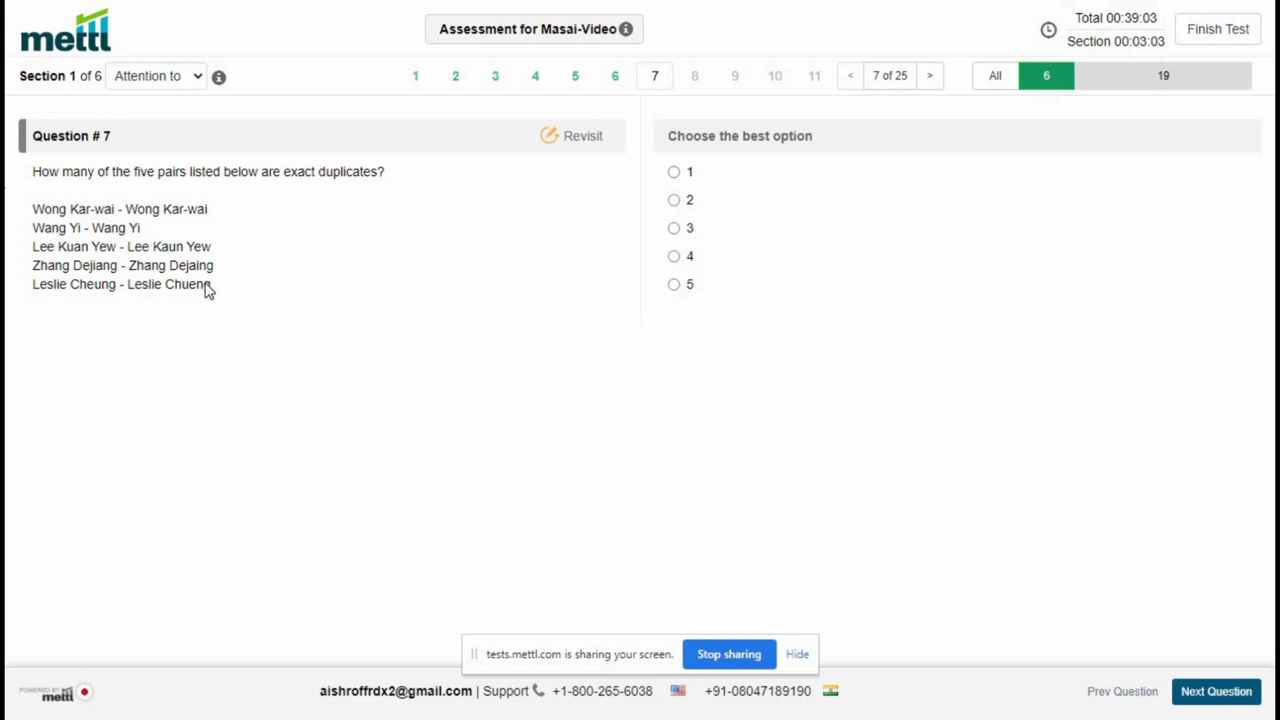 mettl
Assessment for Masai-Video
Total 00:39:03
Section 00:03:03
Finish Test
Section 1 of 6
Attention to
1 2 3 4 5 6 7 8 9 10 11
< 7 of 25 >
All 6 19
Question # 7
Revisit
How many of the five pairs listed below are exact duplicates?
Wong Kar-wai - Wong Kar-wai
Wang Yi - Wang Yi
Lee Kuan Yew - Lee Kaun Yew
Zhang Dejiang - Zhang Dejaing
Leslie Cheung - Leslie Chueng
Choose the best option
1
2
3
4
5
tests.mettl.com is sharing your screen. Stop sharing Hide
POWERED BY mettl
aishroffrdx2@gmail.com | Support +1-800-265-6038 +91-08047189190
Prev Question
Next Question